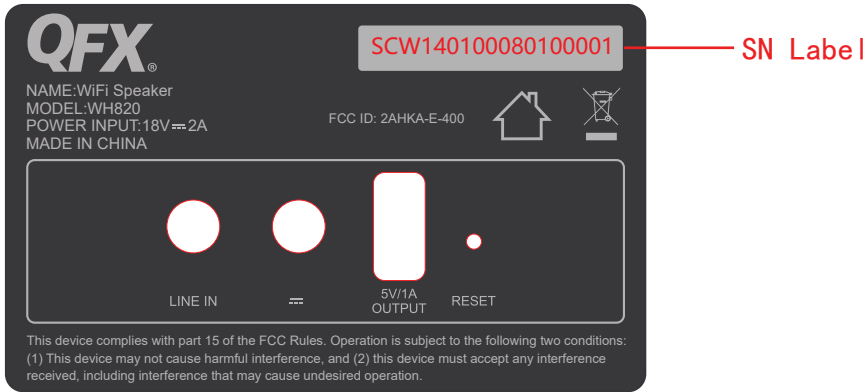 QFX®
SCW140100080100001
SN Label
NAME:WiFi Speaker
MODEL:WH820
POWER INPUT:18V⎓2A
MADE IN CHINA
FCC ID: 2AHKA-E-400
LINE IN
5V/1A
OUTPUT
RESET
This device complies with part 15 of the FCC Rules. Operation is subject to the following two conditions:
(1) This device may not cause harmful interference, and (2) this device must accept any interference
received, including interference that may cause undesired operation.